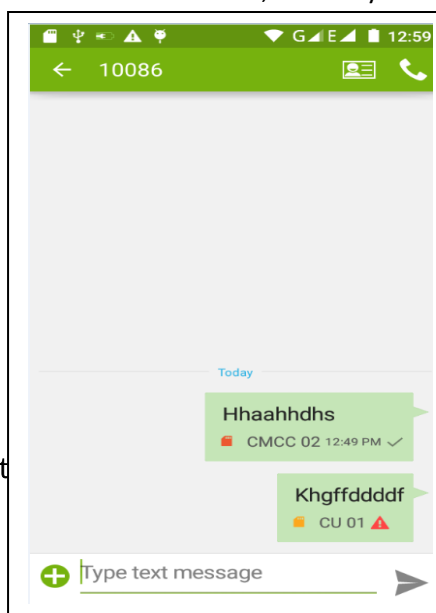 G E 12:59
10086
Today
Hhaahhdhs
CMCC 02 12:49 PM
t
Khgffddddf
CU 01
Type text message